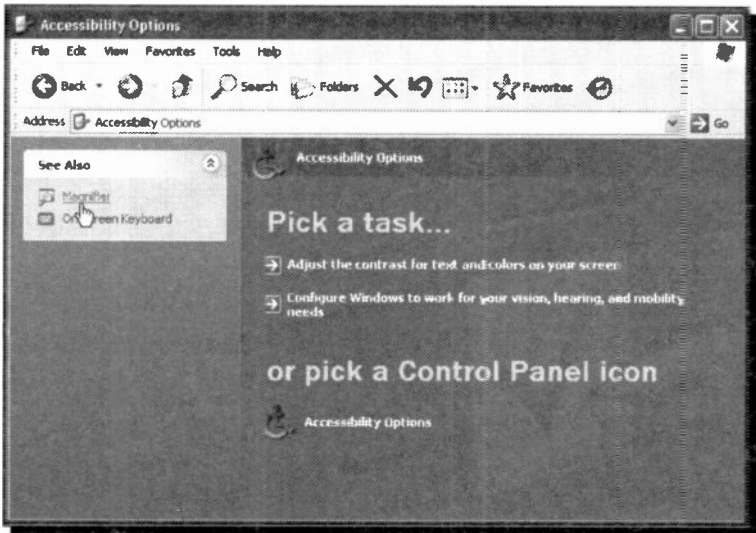 Accessibility Options
File Edit View Favorites Tools Help
Back Search Folders Favorites
Address Accessibility Options Go
See Also
Magnifier
On-Screen Keyboard
Accessibility Options
Pick a task...
Adjust the contrast for text and colors on your screen
Configure Windows to work for your vision, hearing, and mobility
needs
or pick a Control Panel icon
Accessibility Options